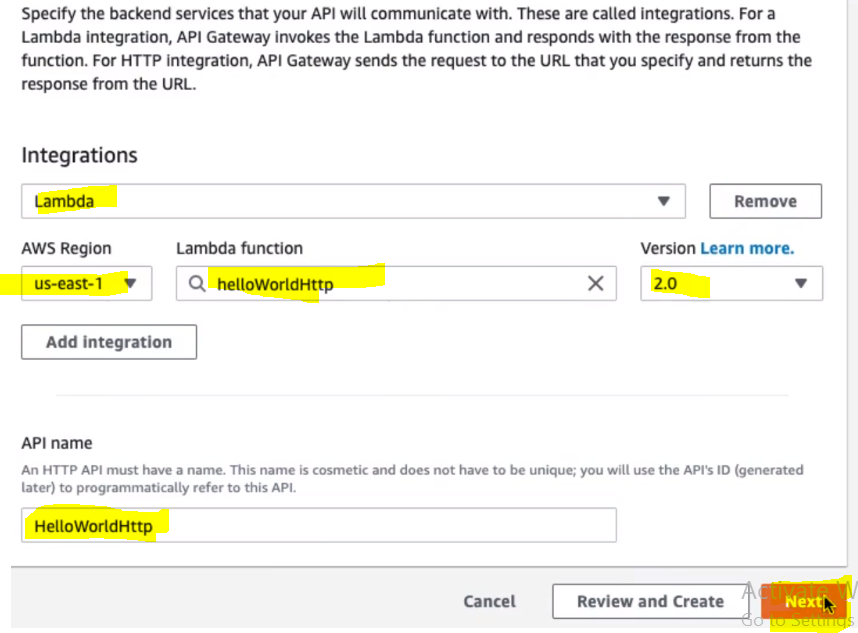 Specify the backend services that your API will communicate with. These are called integrations. For a
Lambda integration, API Gateway invokes the Lambda function and responds with the response from the
function. For HTTP integration, API Gateway sends the request to the URL that you specify and returns the
response from the URL.
Integrations
Lambda
Remove
AWS Region
Lambda function
Version Learn more.
us-east-1
helloWorldHttp
2.0
Add integration
API name
An HTTP API must have a name. This name is cosmetic and does not have to be unique; you will use the API's ID (generated
later) to programmatically refer to this API.
HelloWorldHttp
Cancel
Review and Create
Next
Activate W
Go to Settings